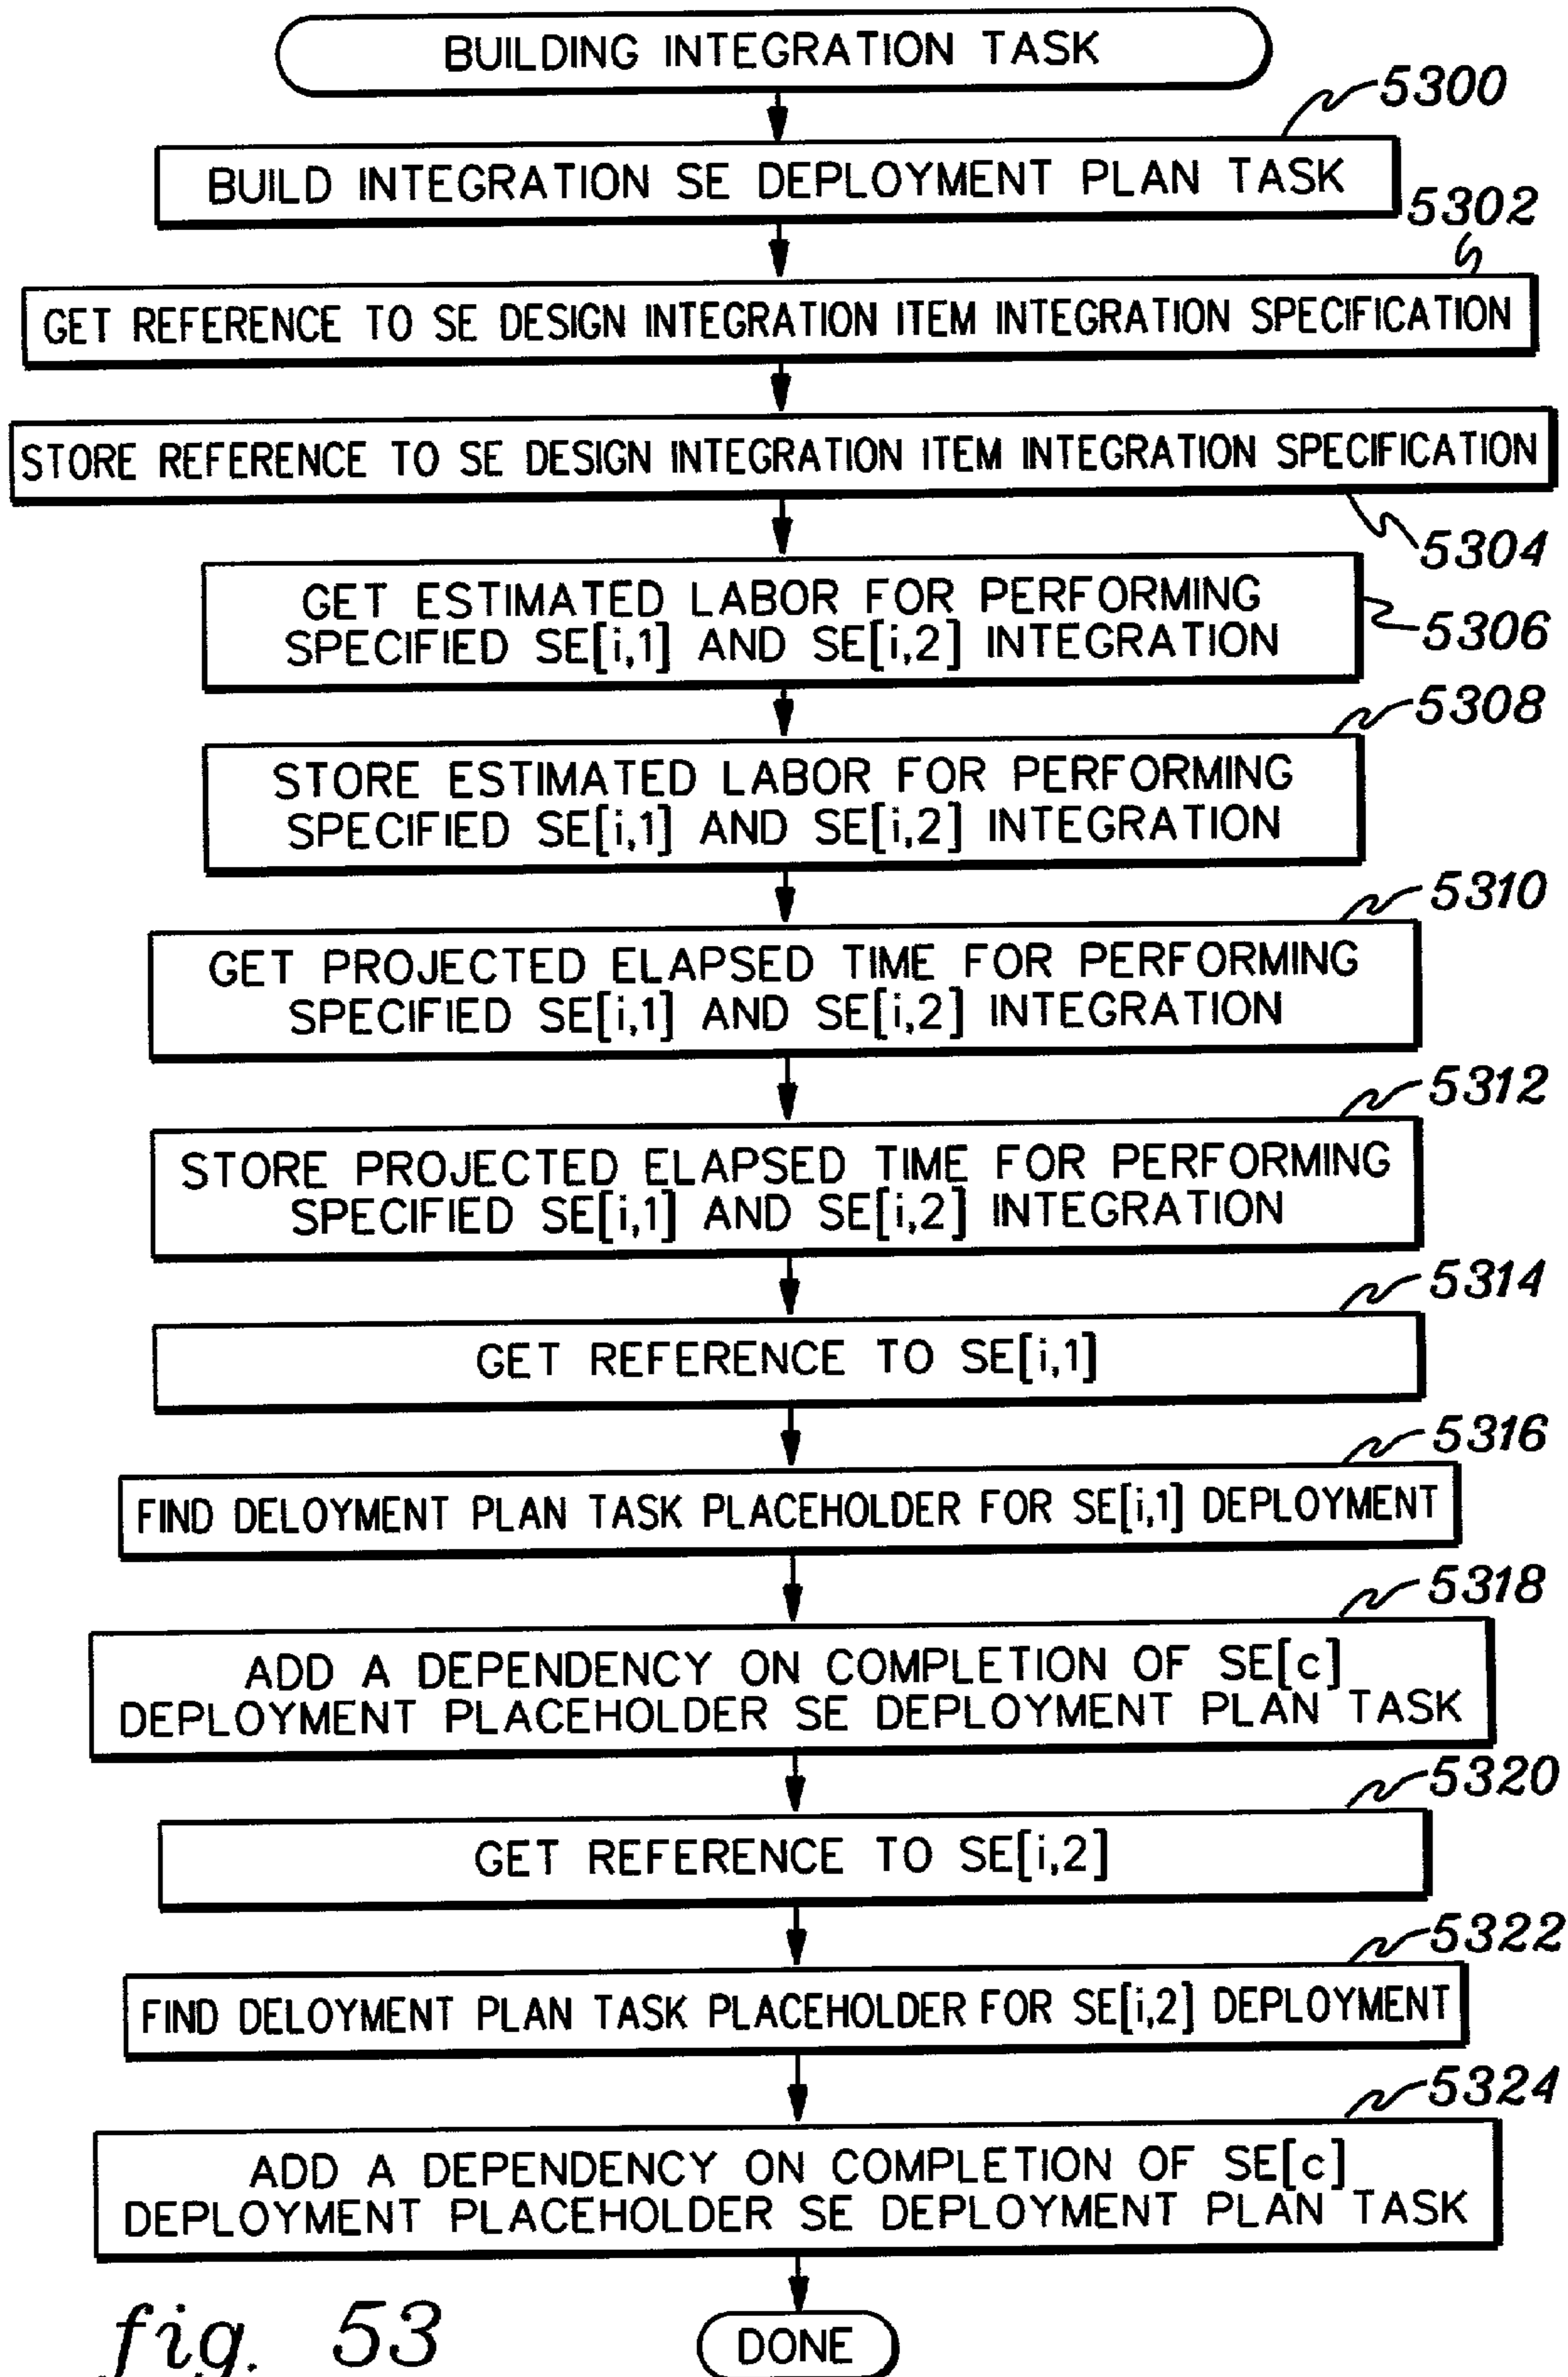 BUILDING INTEGRATION TASK
5300
BUILD INTEGRATION SE DEPLOYMENT PLAN TASK
5302
GET REFERENCE TO SE DESIGN INTEGRATION ITEM INTEGRATION SPECIFICATION
STORE REFERENCE TO SE DESIGN INTEGRATION ITEM INTEGRATION SPECIFICATION
5304
GET ESTIMATED LABOR FOR PERFORMING
SPECIFIED SE[i,1] AND SE[i,2] INTEGRATION
5306
5308
STORE ESTIMATED LABOR FOR PERFORMING
SPECIFIED SE[i,1] AND SE[i,2] INTEGRATION
5310
GET PROJECTED ELAPSED TIME FOR PERFORMING
SPECIFIED SE[i,1] AND SE[i,2] INTEGRATION
5312
STORE PROJECTED ELAPSED TIME FOR PERFORMING
SPECIFIED SE[i,1] AND SE[i,2] INTEGRATION
5314
GET REFERENCE TO SE[i,1]
5316
FIND DELOYMENT PLAN TASK PLACEHOLDER FOR SE[i,1] DEPLOYMENT
5318
ADD A DEPENDENCY ON COMPLETION OF SE[c]
DEPLOYMENT PLACEHOLDER SE DEPLOYMENT PLAN TASK
5320
GET REFERENCE TO SE[i,2]
5322
FIND DELOYMENT PLAN TASK PLACEHOLDER FOR SE[i,2] DEPLOYMENT
5324
ADD A DEPENDENCY ON COMPLETION OF SE[c]
DEPLOYMENT PLACEHOLDER SE DEPLOYMENT PLAN TASK
DONE
fig. 53